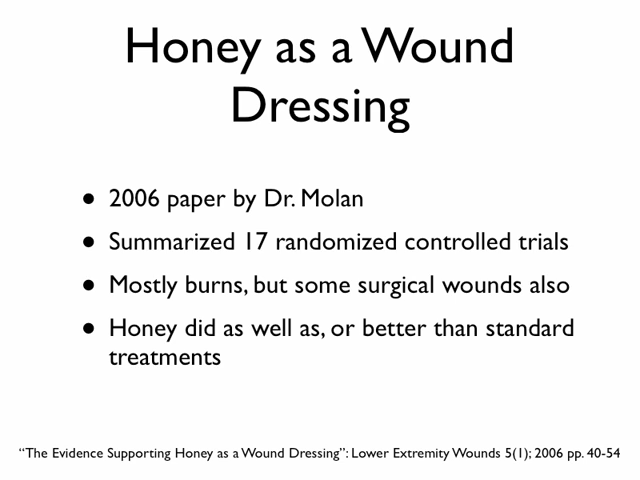 Honey as a Wound
Dressing
• 2006 paper by Dr. Molan
• Summarized 17 randomized controlled trials
• Mostly burns, but some surgical wounds also
• Honey did as well as, or better than standard
treatments
“The Evidence Supporting Honey as a Wound Dressing”: Lower Extremity Wounds 5(1); 2006 pp. 40-54